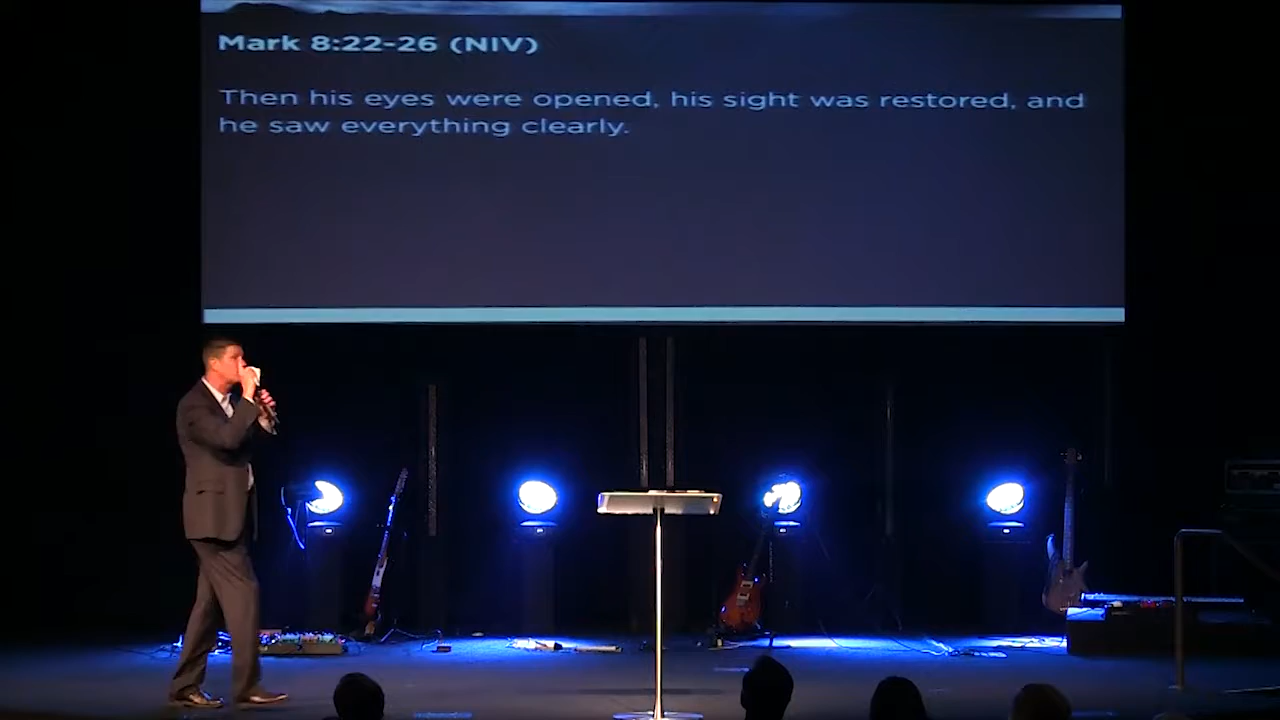 Mark 8:22-26 (NIV)
Then his eyes were opened, his sight was restored, and
he saw everything clearly.